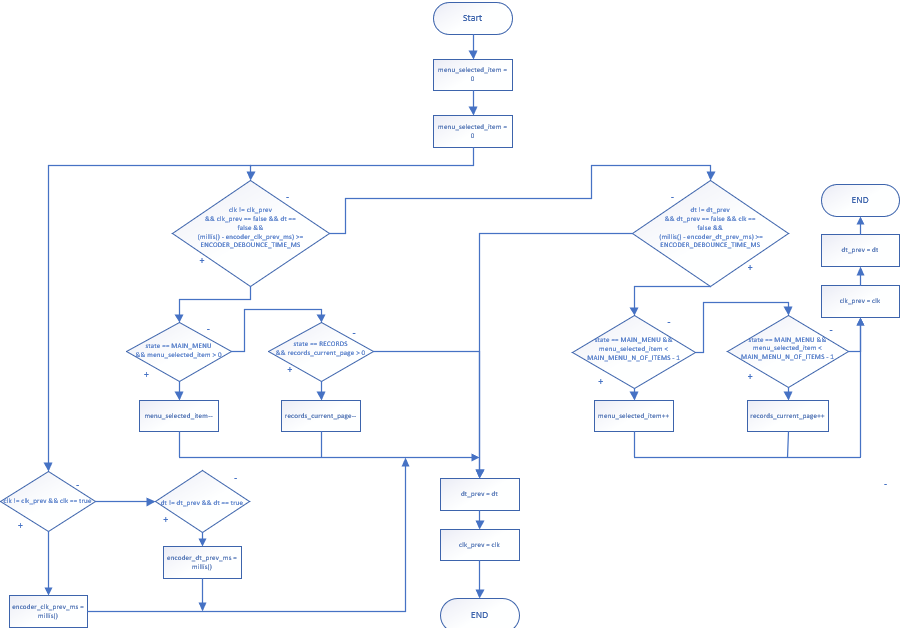 Start
menu_selected_item =
0
menu_selected_item =
0
-
clk != clk_prev
&& clk_prev == false && dt ==
false &&
(millis() - encoder_clk_prev_ms) >=
ENCODER_DEBOUNCE_TIME_MS
+
-
dt != dt_prev
&& dt_prev == false && clk ==
false &&
(millis() - encoder_dt_prev_ms) >=
ENCODER_DEBOUNCE_TIME_MS
+
END
dt_prev = dt
clk_prev = clk
-
state == MAIN_MENU
&& menu_selected_item > 0
+
-
state == RECORDS
&& records_current_page > 0
+
-
state == MAIN_MENU &&
menu_selected_item <
MAIN_MENU_N_OF_ITEMS - 1
+
-
state == MAIN_MENU &&
menu_selected_item <
MAIN_MENU_N_OF_ITEMS - 1
+
menu_selected_item--
records_current_page--
menu_selected_item++
records_current_page++
-
clk != clk_prev && clk == true
+
-
dt != dt_prev && dt == true
+
dt_prev = dt
-
clk_prev = clk
encoder_dt_prev_ms =
millis()
encoder_clk_prev_ms =
millis()
END